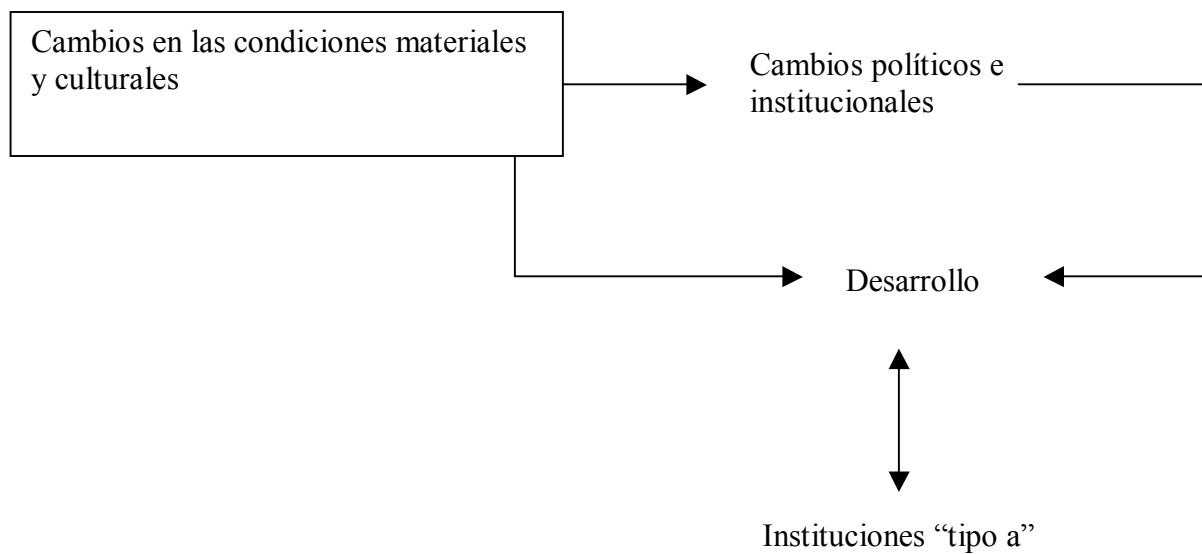 Cambios en las condiciones materiales
y culturales
Cambios políticos e
institucionales
Desarrollo
Instituciones “tipo a”